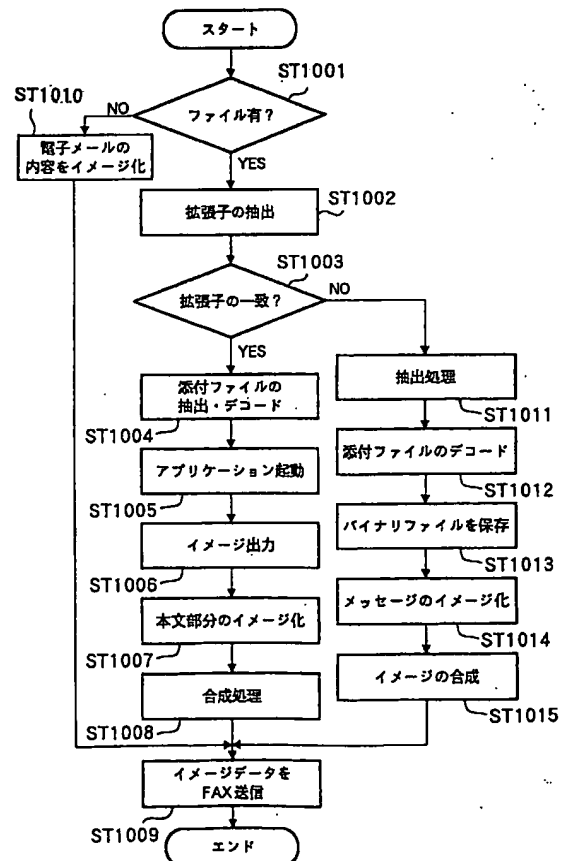 スタート
ST1001
ファイル有?
ST1010
NO
電子メールの
内容をイメージ化
YES
拡張子の抽出
ST1002
ST1003
拡張子の一致?
NO
YES
添付ファイルの
抽出・デコード
ST1004
抽出処理
ST1011
アプリケーション起動
ST1005
添付ファイルのデコード
ST1012
イメージ出力
ST1006
バイナリファイルを保存
ST1013
本文部分のイメージ化
ST1007
メッセージのイメージ化
ST1014
合成処理
ST1008
イメージの合成
ST1015
イメージデータを
FAX送信
ST1009
エンド